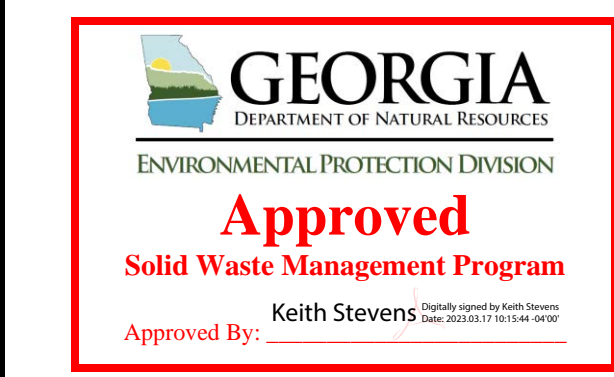 GEORGIA
DEPARTMENT OF NATURAL RESOURCES
ENVIRONMENTAL PROTECTION DIVISION
Approved
Solid Waste Management Program
Keith Stevens Digitally signed by Keith Stevens
Date: 2023.03.17 10:15:44 -04'00'
Approved By: ___________________________